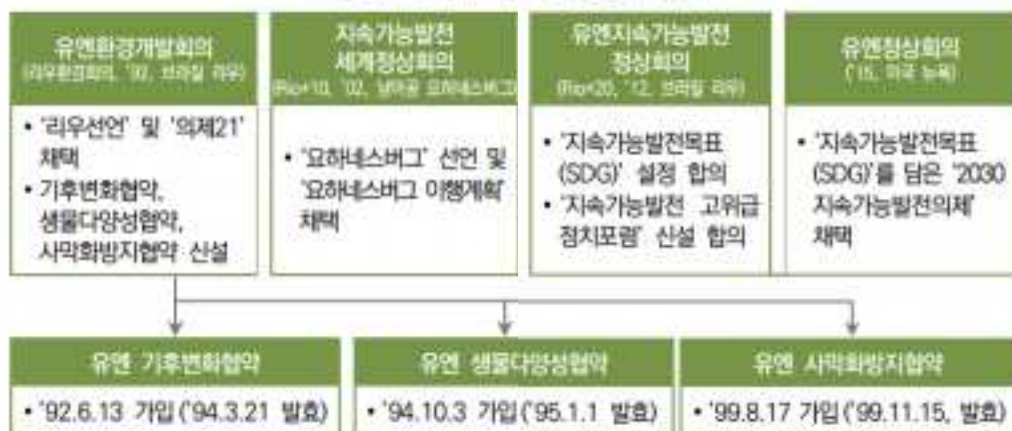 유엔환경개발회의
(리우환경회의, '92, 브라질 리우)
• '리우선언' 및 '의제21'
채택
• 기후변화협약,
생물다양성협약,
사막화방지협약 신설
지속가능발전
세계정상회의
(Rio+10, '02, 남아공 요하네스버그)
• '요하네스버그' 선언 및
'요하네스버그 이행계획'
채택
유엔지속가능발전
정상회의
(Rio+20, '12, 브라질 리우)
• '지속가능발전목표
(SDG)' 설정 합의
• '지속가능발전 고위급
정치포럼' 신설 합의
유엔정상회의
('15, 미국 뉴욕)
• '지속가능발전목표
(SDG)'를 담은 '2030
지속가능발전의제'
채택
유엔 기후변화협약
• '92.6.13 가입('94.3.21 발효)
유엔 생물다양성협약
• '94.10.3 가입('95.1.1 발효)
유엔 사막화방지협약
• '99.8.17 가입('99.11.15, 발효)